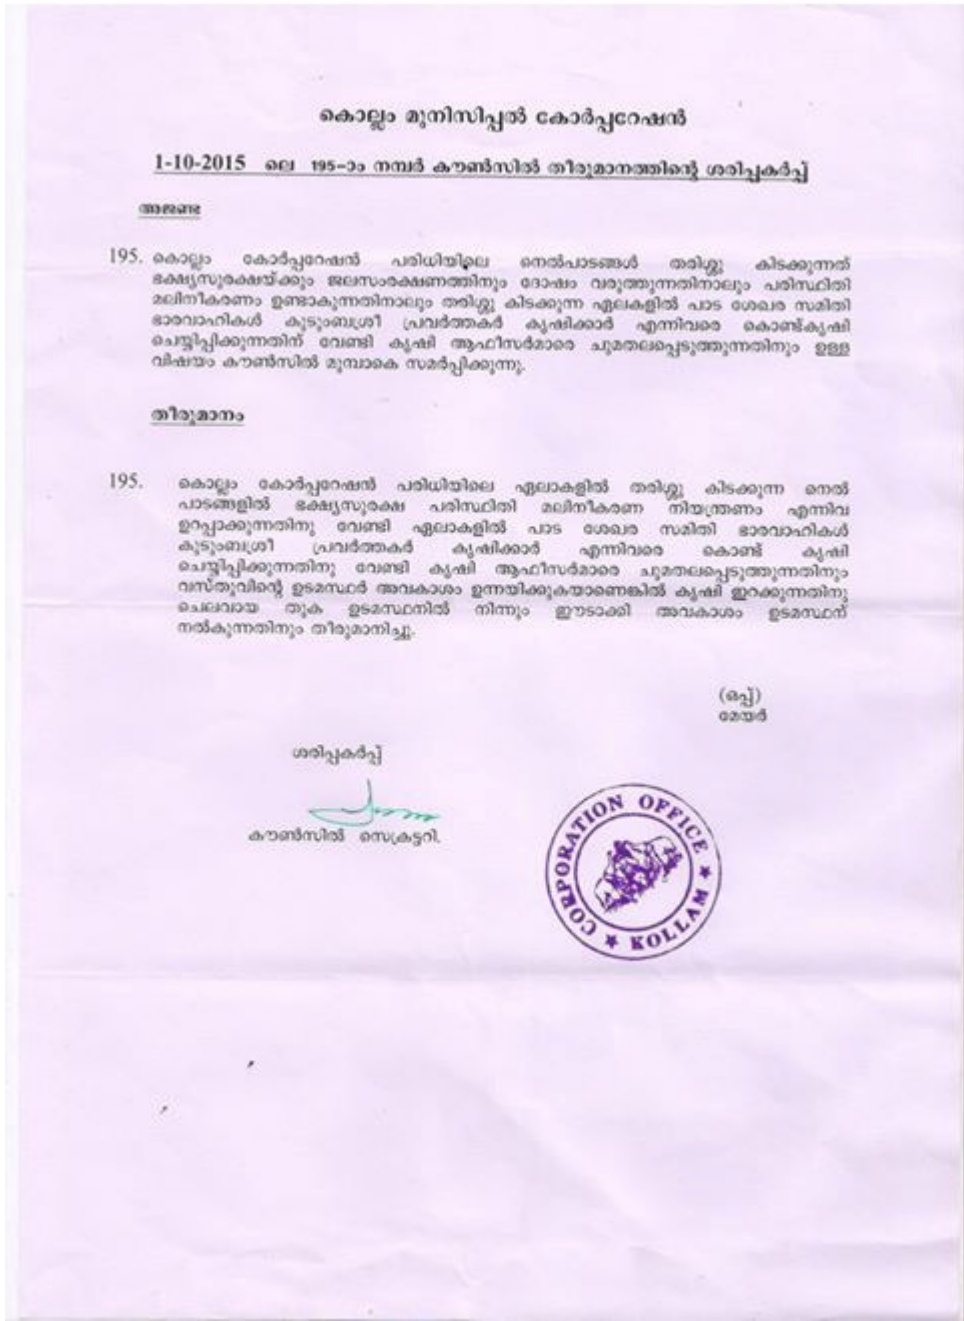 കൊല്ലം മുനിസിപ്പൽ കോർപ്പറേഷൻ
1-10-2015 ലെ 195-ാം നമ്പർ കൗൺസിൽ തീരുമാനത്തിന്റെ ശരിപ്പകർപ്പ്
അജണ്ട
195. കൊല്ലം കോർപ്പറേഷൻ പരിധിയിലെ നെൽപാടങ്ങൾ തരിശ്ശു കിടക്കുന്നത്
ഭക്ഷ്യസുരക്ഷയ്ക്കും ജലസംരക്ഷണത്തിനും ദോഷം വരുത്തുന്നതിനാലും പരിസ്ഥിതി
മലിനീകരണം ഉണ്ടാകുന്നതിനാലും തരിശ്ശു കിടക്കുന്ന ഏലകളിൽ പാട ശേഖര സമിതി
ഭാരവാഹികൾ കുടുംബശ്രീ പ്രവർത്തകർ കൃഷിക്കാർ എന്നിവരെ കൊണ്ട്കൃഷി
ചെയ്യിപ്പിക്കുന്നതിന് വേണ്ടി കൃഷി ആഫീസർമാരെ ചുമതലപ്പെടുത്തുന്നതിനും ഉള്ള
വിഷയം കൗൺസിൽ മുമ്പാകെ സമർപ്പിക്കുന്നു.
തീരുമാനം
195. കൊല്ലം കോർപ്പറേഷൻ പരിധിയിലെ ഏലാകളിൽ തരിശ്ശു കിടക്കുന്ന നെൽ
പാടങ്ങളിൽ ഭക്ഷ്യസുരക്ഷ പരിസ്ഥിതി മലിനീകരണ നിയന്ത്രണം എന്നിവ
ഉറപ്പാക്കുന്നതിനു വേണ്ടി ഏലാകളിൽ പാട ശേഖര സമിതി ഭാരവാഹികൾ
കുടുംബശ്രീ പ്രവർത്തകർ കൃഷിക്കാർ എന്നിവരെ കൊണ്ട് കൃഷി
ചെയ്യിപ്പിക്കുന്നതിനു വേണ്ടി കൃഷി ആഫീസർമാരെ ചുമതലപ്പെടുത്തുന്നതിനും
വസ്തുവിന്റെ ഉടമസ്ഥർ അവകാശം ഉന്നയിക്കുകയാണെങ്കിൽ കൃഷി ഇറക്കുന്നതിനു
ചെലവായ തുക ഉടമസ്ഥനിൽ നിന്നും ഈടാക്കി അവകാശം ഉടമസ്ഥന്
നൽകുന്നതിനും തീരുമാനിച്ചു.
(ഒപ്പ്)
മേയർ
ശരിപ്പകർപ്പ്
കൗൺസിൽ സെക്രട്ടറി.
CORPORATION OFFICE
★ KOLLAM ★